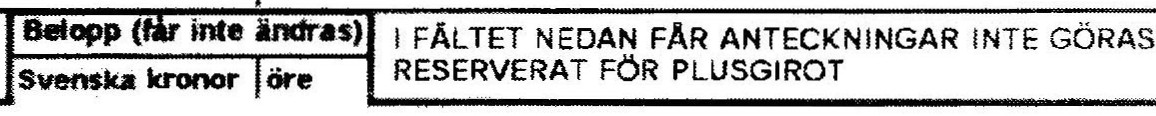 Belopp (får inte ändras)
Svenska kronor öre
I FÄLTET NEDAN FÅR ANTECKNINGAR INTE GÖRAS
RESERVERAT FÖR PLUSGIROT